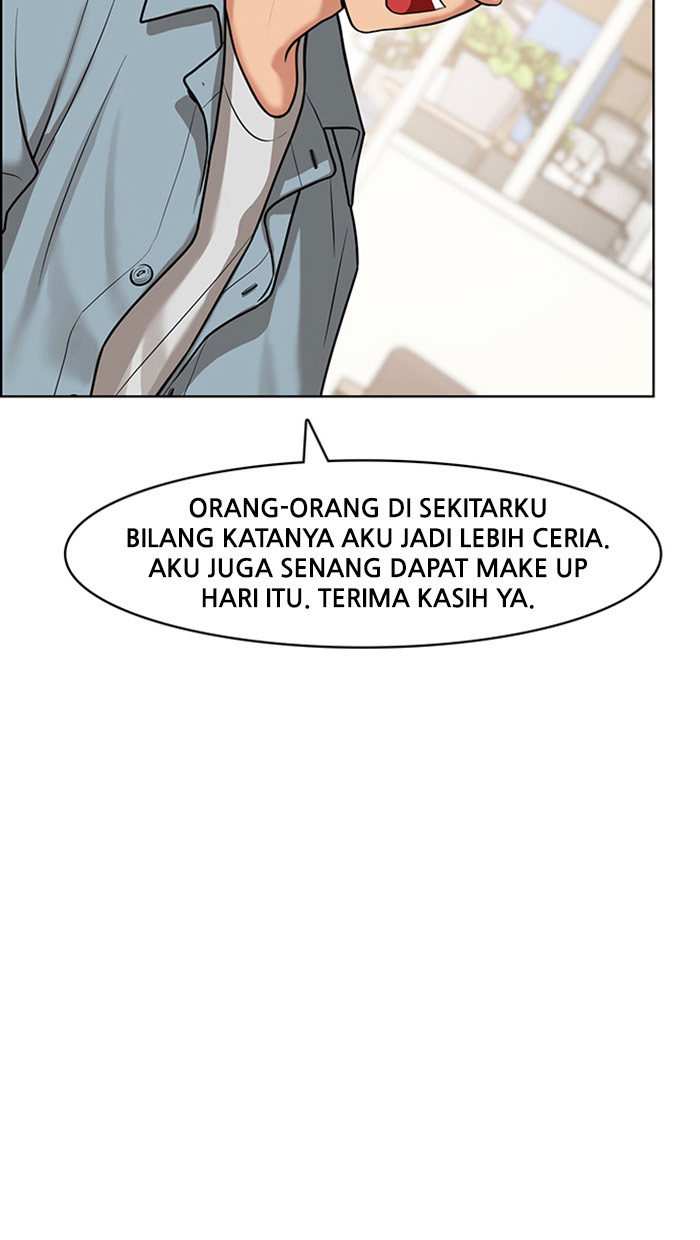 ORANG-ORANG DI SEKITARKU
BILANG KATANYA AKU JADI LEBIH CERIA.
AKU JUGA SENANG DAPAT MAKE UP
HARI ITU. TERIMA KASIH YA.